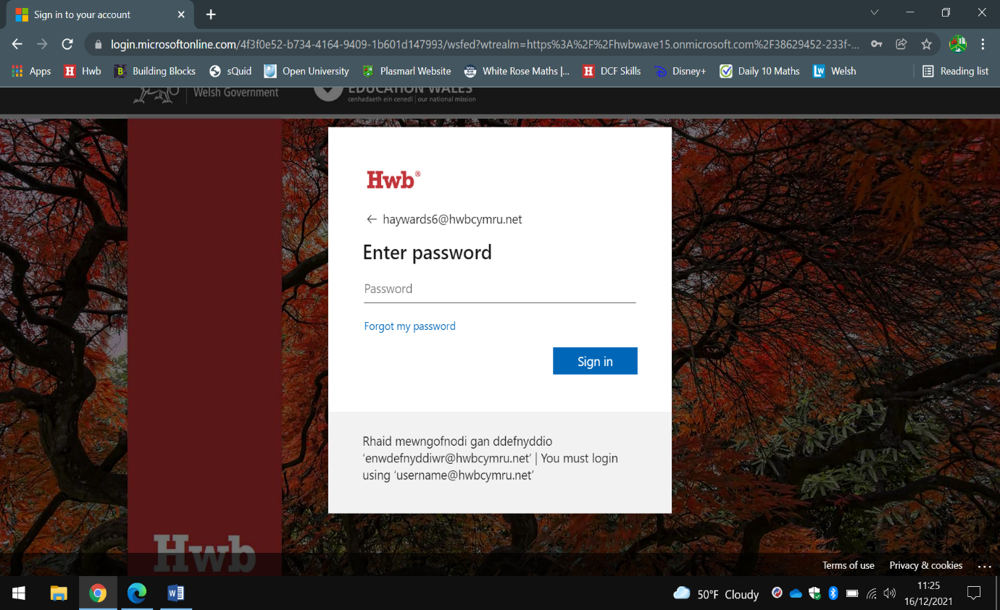 Sign in to your account
login.microsoftonline.com/4f3f0e52-b734-4164-9409-1b601d147993/wsfed?wtrealm=https%3A%2F%2Fhwbwave15.onmicrosoft.com%2F38629452-233f-...
Apps Hwb Building Blocks sQuid Open University Plasmarl Website White Rose Maths |... DCF Skills Disney+ Daily 10 Maths Welsh Reading list
Welsh Government EDUCATION WALES
cenhadaeth ein cenedl | our national mission
Hwb®
haywards6@hwbcymru.net
Enter password
Password
Forgot my password
Sign in
Rhaid mewngofnodi gan ddefnyddio
‘enwdefnyddiwr@hwbcymru.net’ | You must login
using ‘username@hwbcymru.net’
Hwb
Terms of use Privacy & cookies ...
50°F Cloudy
11:25
16/12/2021